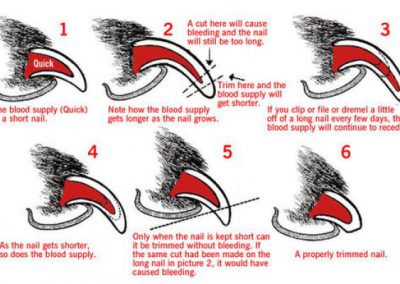 1
Quick
he blood supply (Quick)
a short nail.
2
A cut here will cause
bleeding and the nail
will still be too long.
Trim here and the
blood supply will
get shorter.
Note how the blood supply
gets longer as the nail grows.
3
If you clip or file or dremel a little
off of a long nail every few days, th
blood supply will continue to reced
4
As the nail gets shorter,
so does the blood supply.
5
Only when the nail is kept short can
it be trimmed without bleeding. If
the same cut had been made on the
long nail in picture 2, it would have
caused bleeding.
6
A properly trimmed nail.